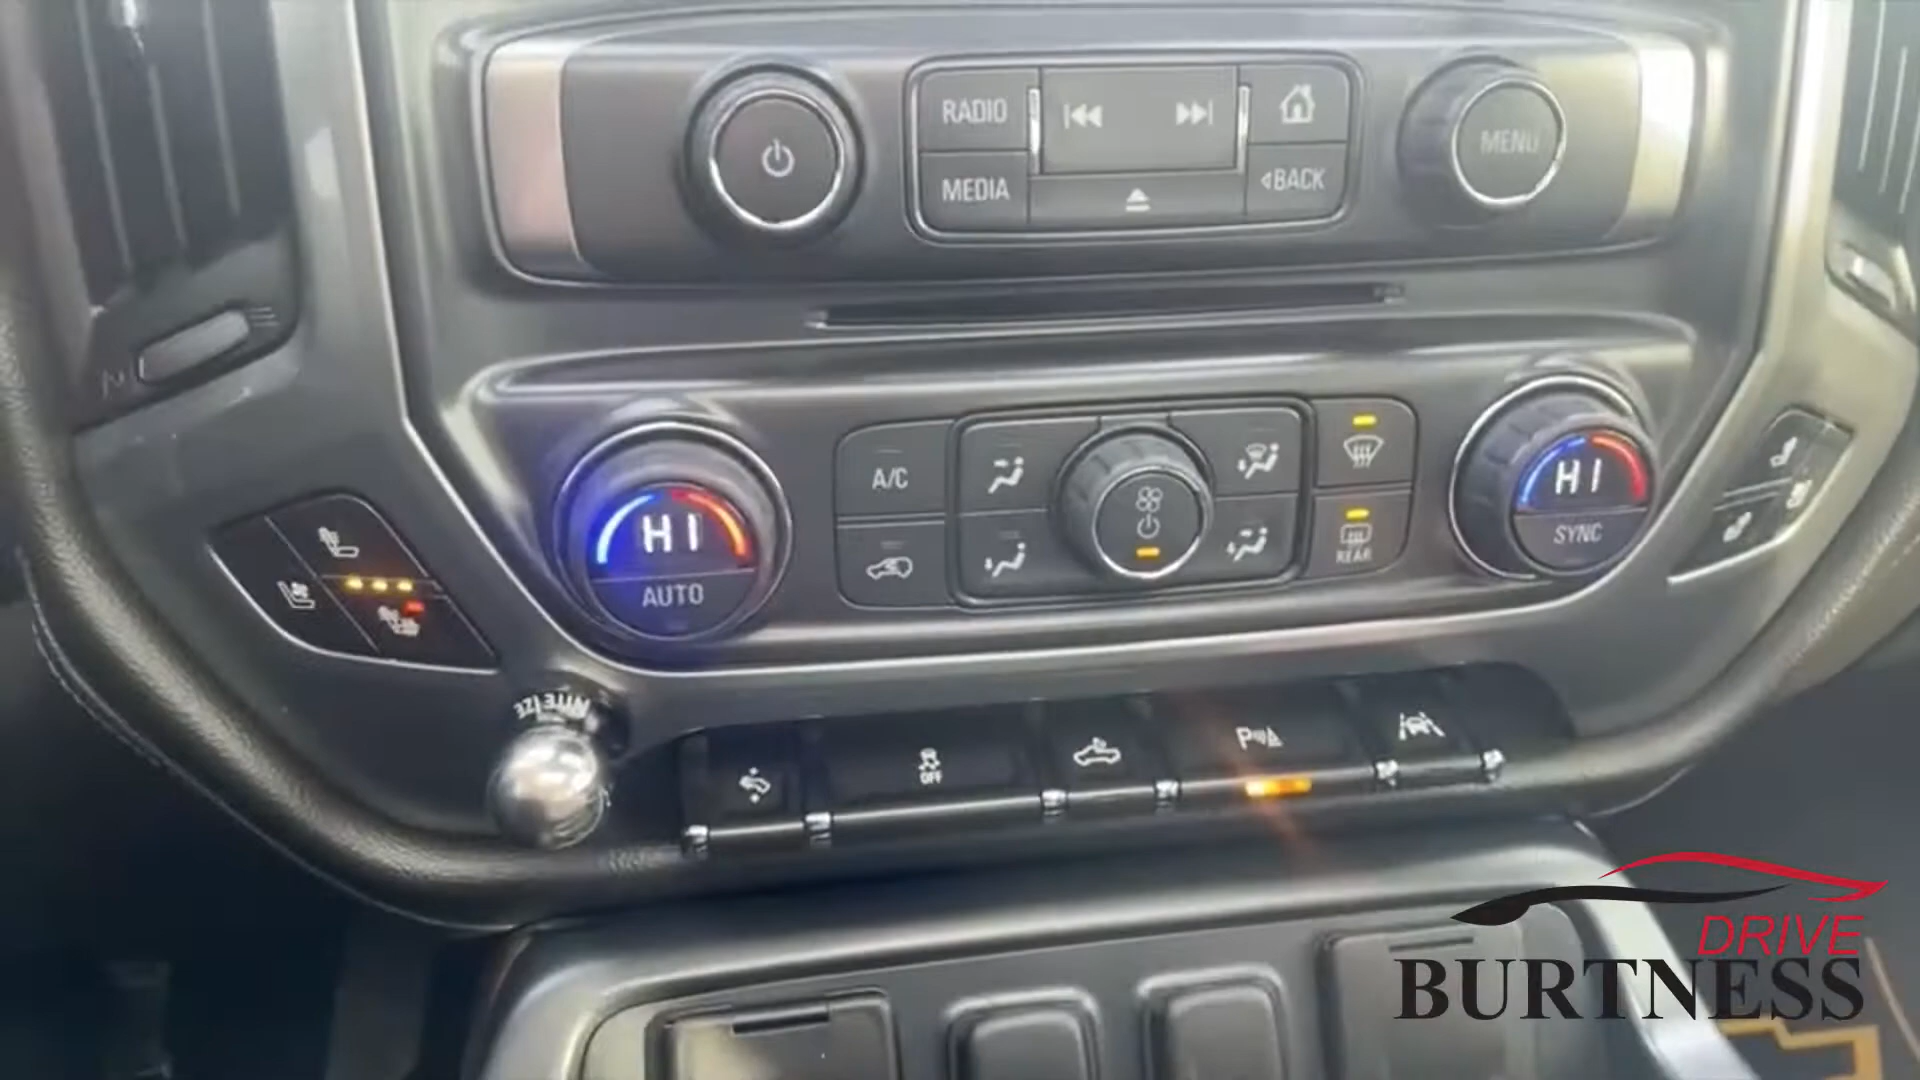 RADIO
MEDIA
◁BACK
MENU
A/C
HI
AUTO
REAR
HI
SYNC
OFF
P
DRIVE
BURTNESS